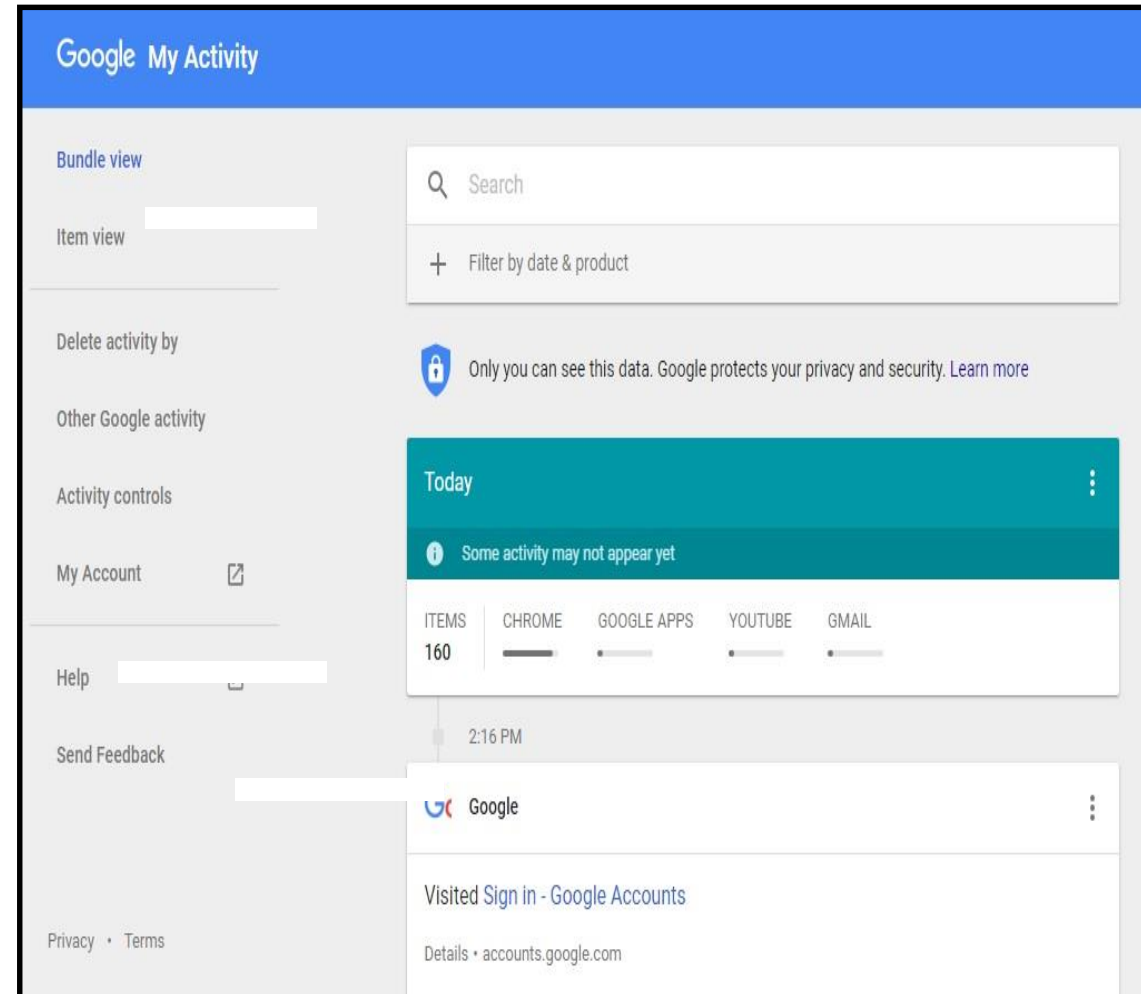 Google My Activity
Bundle view
Item view
Delete activity by
Other Google activity
Activity controls
My Account
Help
Send Feedback
Privacy • Terms
Search
Filter by date & product
Only you can see this data. Google protects your privacy and security. Learn more
Today
Some activity may not appear yet
ITEMS CHROME GOOGLE APPS YOUTUBE GMAIL
160
2:16 PM
Google
Visited Sign in - Google Accounts
Details • accounts.google.com